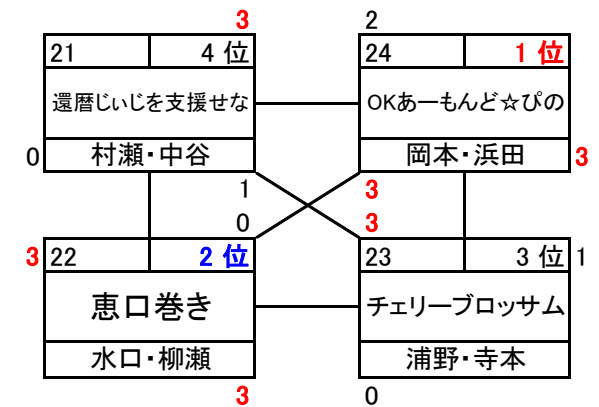 3 2
21 4 位 24 1 位
還暦じぃじを支援せな OKあーもんど☆ぴの
0 村瀬・中谷 岡本・浜田 3
1 3
0 3
3 22 2 位 23 3 位 1
恵口巻き チェリーブロッサム
水口・柳瀬 浦野・寺本
3 0